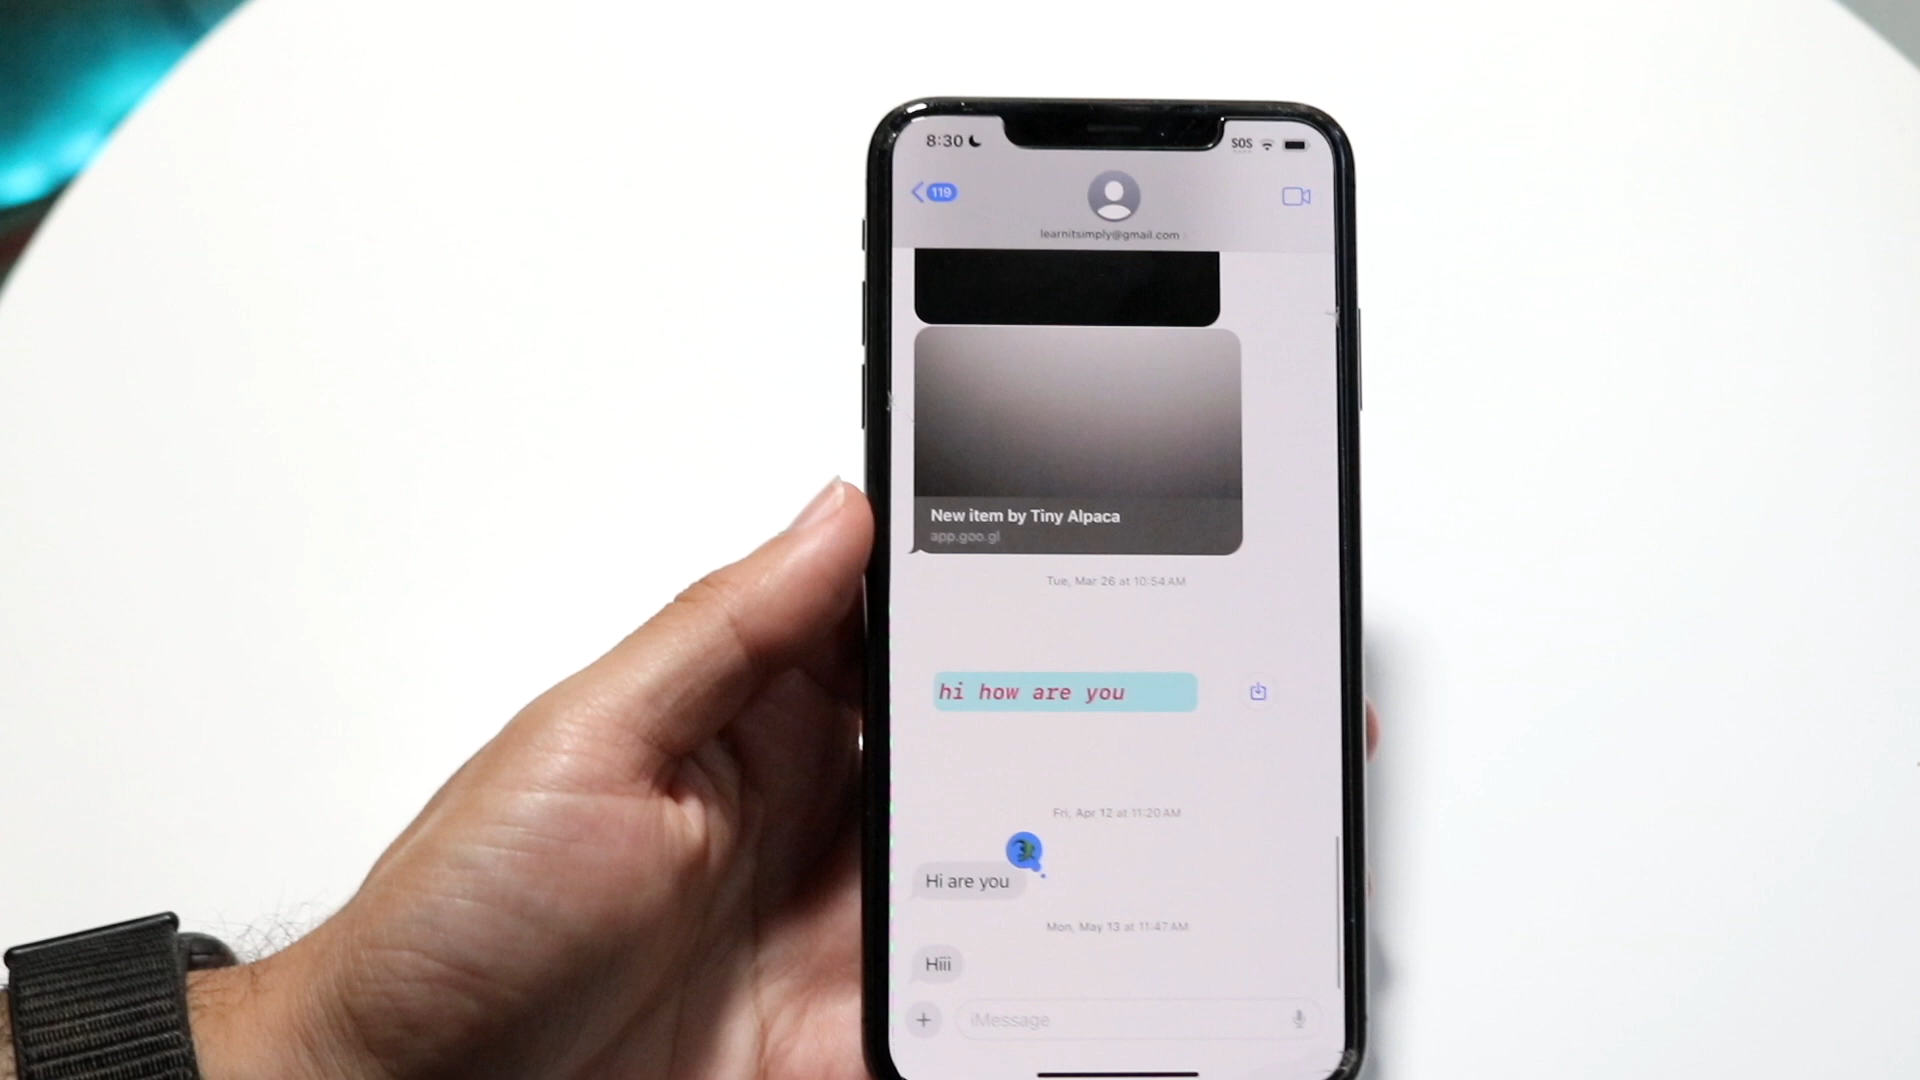 8:30
SOS
119
learnitsimply@gmail.com
New item by Tiny Alpaca
app.goo.gl
Tue, Mar 26 at 10:54 AM
hi how are you
Fri, Apr 12 at 11:20 AM
Hi are you
Mon, May 13 at 11:47 AM
Hiii
iMessage